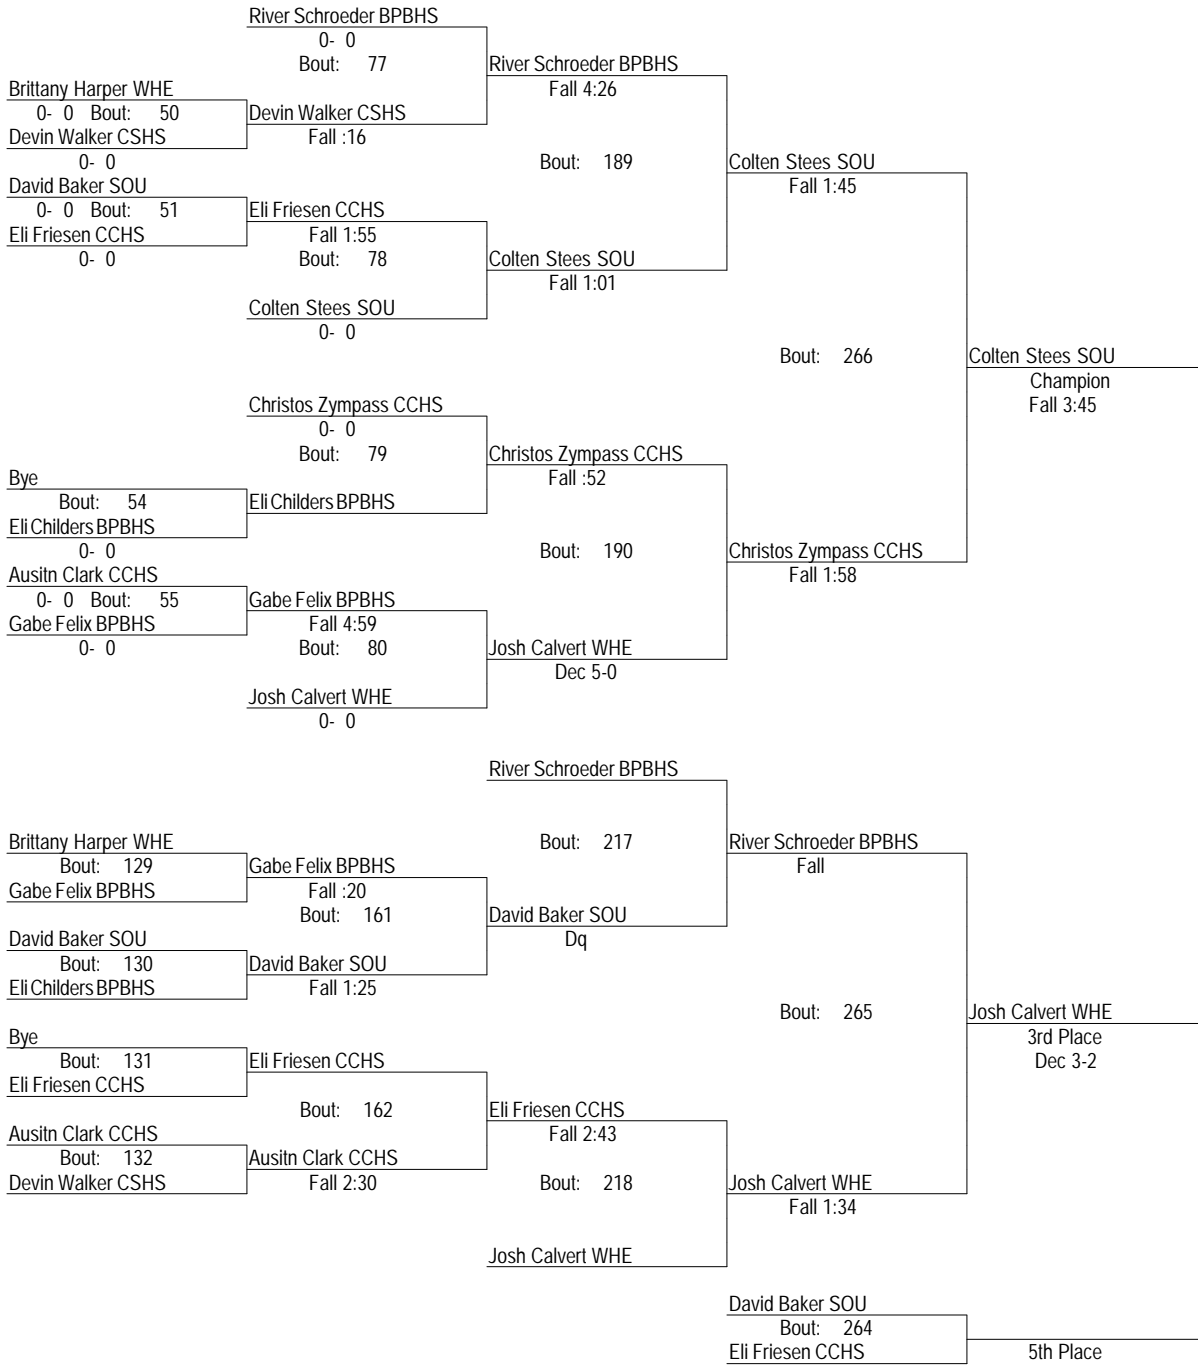 River Schroeder BPBHS
0- 0
Bout: 77
River Schroeder BPBHS
Fall 4:26
Brittany Harper WHE
0- 0 Bout: 50
Devin Walker CSHS
Fall :16
Devin Walker CSHS
0- 0
Bout: 189
Colten Stees SOU
Fall 1:45
David Baker SOU
0- 0 Bout: 51
Eli Friesen CCHS
Fall 1:55
Eli Friesen CCHS
0- 0
Bout: 78
Colten Stees SOU
Fall 1:01
Colten Stees SOU
0- 0
Bout: 266
Colten Stees SOU
Champion
Fall 3:45
Christos Zympass CCHS
0- 0
Bout: 79
Christos Zympass CCHS
Fall :52
Bye
Bout: 54
Eli Childers BPBHS
Eli Childers BPBHS
0- 0
Bout: 190
Christos Zympass CCHS
Fall 1:58
Ausitn Clark CCHS
0- 0 Bout: 55
Gabe Felix BPBHS
Fall 4:59
Gabe Felix BPBHS
0- 0
Bout: 80
Josh Calvert WHE
Dec 5-0
Josh Calvert WHE
0- 0
River Schroeder BPBHS
Bout: 217
River Schroeder BPBHS
Fall
Brittany Harper WHE
Bout: 129
Gabe Felix BPBHS
Gabe Felix BPBHS
Fall :20
Bout: 161
David Baker SOU
Dq
David Baker SOU
Bout: 130
Eli Childers BPBHS
David Baker SOU
Fall 1:25
Bout: 265
Josh Calvert WHE
3rd Place
Dec 3-2
Bye
Bout: 131
Eli Friesen CCHS
Eli Friesen CCHS
Bout: 162
Eli Friesen CCHS
Fall 2:43
Ausitn Clark CCHS
Bout: 132
Devin Walker CSHS
Ausitn Clark CCHS
Fall 2:30
Bout: 218
Josh Calvert WHE
Fall 1:34
Josh Calvert WHE
David Baker SOU
Bout: 264
Eli Friesen CCHS
5th Place